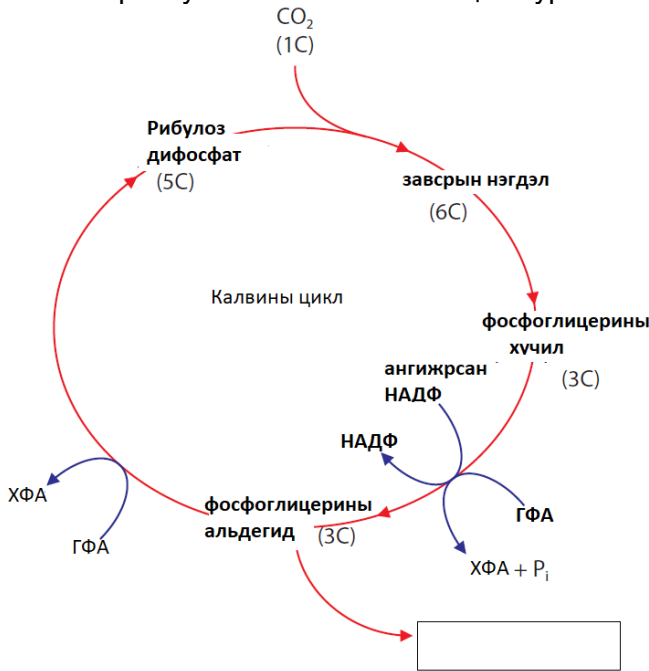 CO₂
(1C)
Рибулоз
дифосфат
(5C)
завсрын нэгдэл
(6C)
Калвины цикл
фосфоглицерины
хүчил
(3C)
ангижрсан
НАДФ
НАДФ
ХФА
ГФА
фосфоглицерины
альдегид (3C)
ГФА
ХФА + Pᵢ